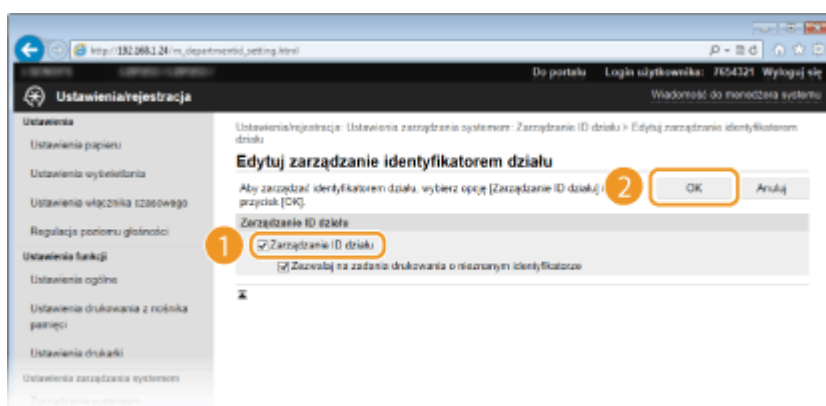 http://192.168.1.24/m_departmentid_setting.html
Do portalu Login użytkownika: 7654321 Wyloguj się
Ustawienia/rejestracja
Wiadomość do menedżera systemu
Ustawienia
Ustawienia papieru
Ustawienia wyświetlania
Ustawienia włącznika czasowego
Regulacja poziomu głośności
Ustawienia funkcji
Ustawienia ogólne
Ustawienia drukowania z nośnika
pamięci
Ustawienia drukarki
Ustawienia zarządzania systemem
Zarządzanie systemem
Ustawienia/rejestracja: Ustawienia zarządzania systemem: Zarządzanie ID działu > Edytuj zarządzanie identyfikatorem
działu
Edytuj zarządzanie identyfikatorem działu
Aby zarządzać identyfikatorem działu, wybierz opcję [Zarządzanie ID działu] i
przycisk [OK].
2
OK
Anuluj
Zarządzanie ID działu
1
Zarządzanie ID działu
Zezwalaj na zadania drukowania o nieznanym identyfikatorze